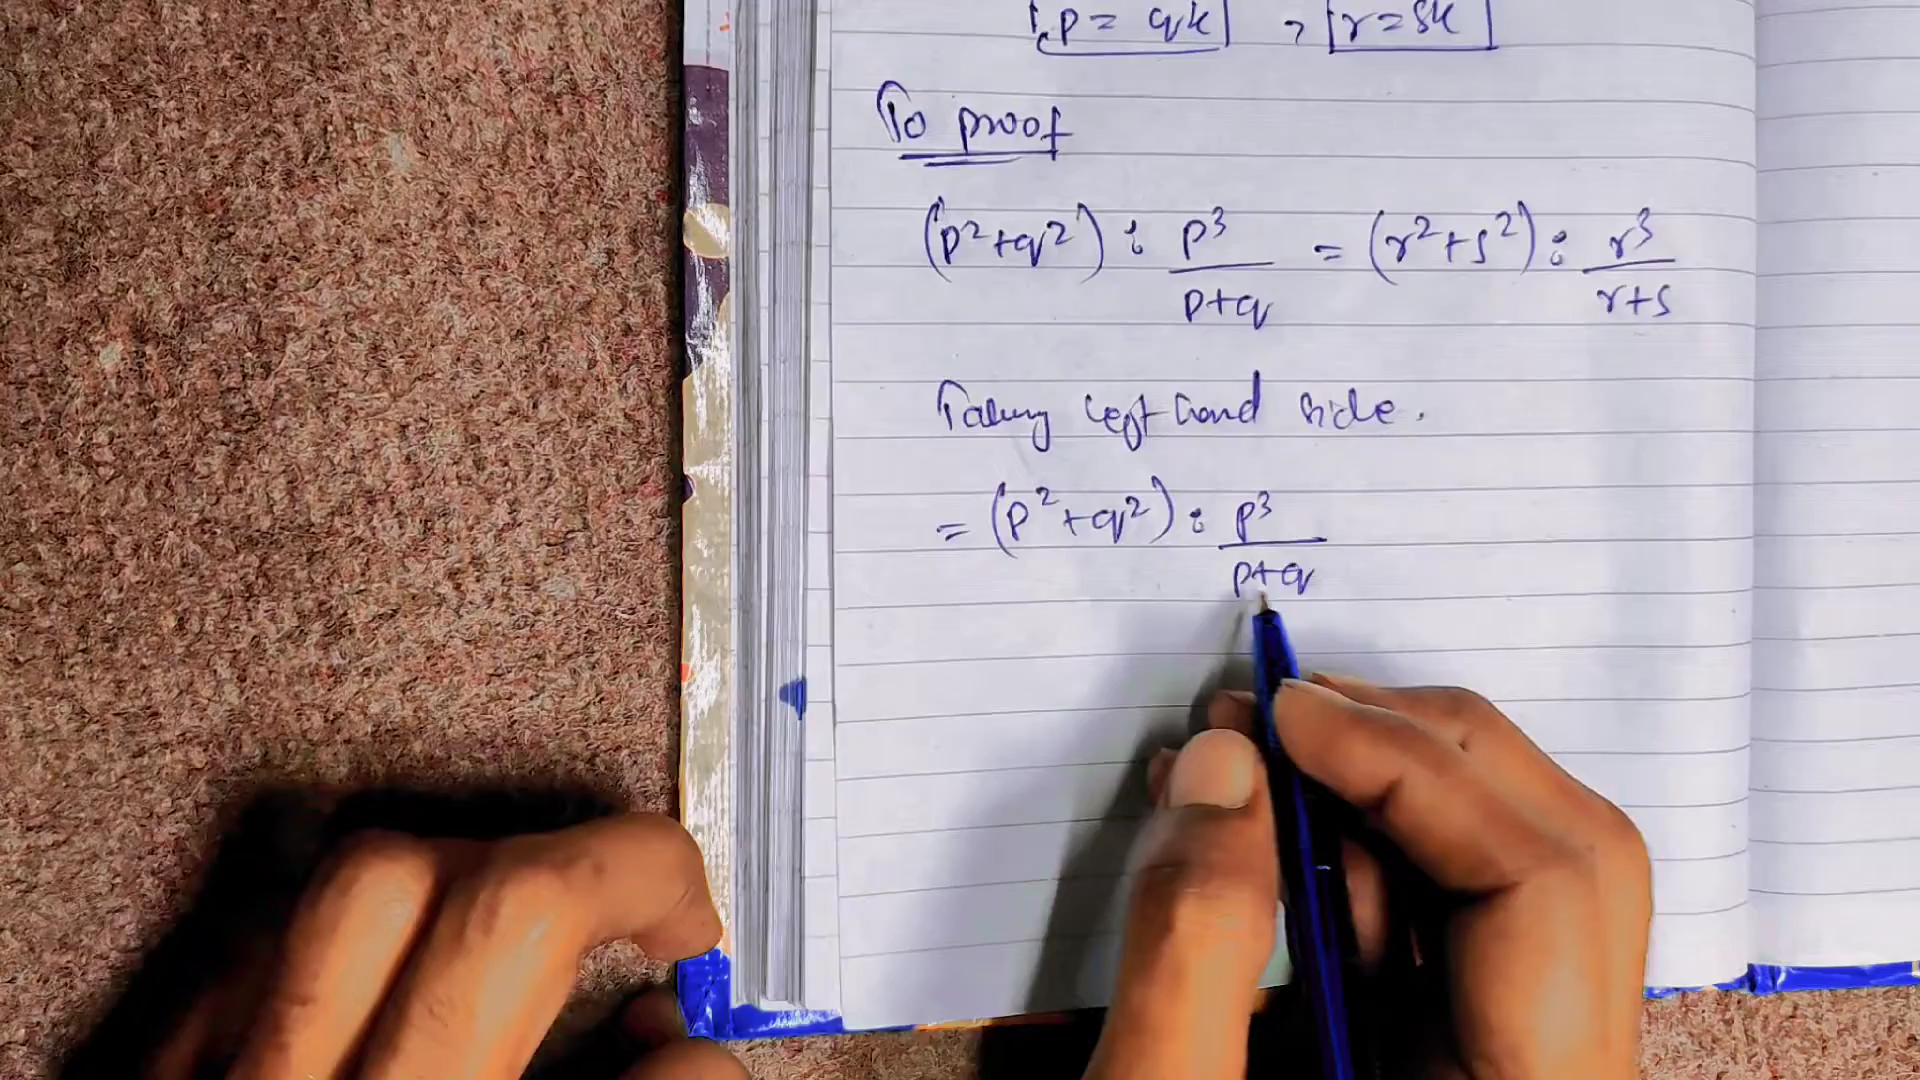 p = qk , r = sk
To proof
(p²+q²) : p³/p+q = (r²+s²) : r³/r+s
Taking left hand side.
= (p²+q²) : p³/p+q